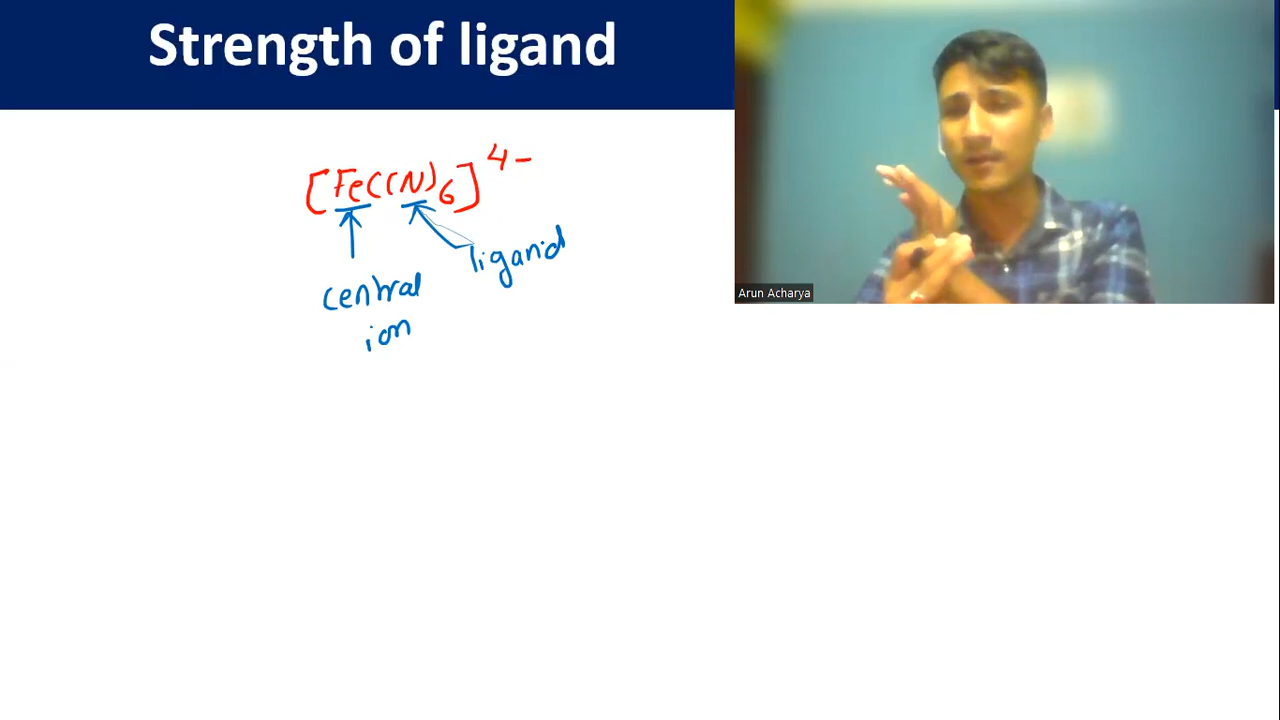 Strength of ligand
[Fe(CN)6]4-
ligand
central
ion
Arun Acharya